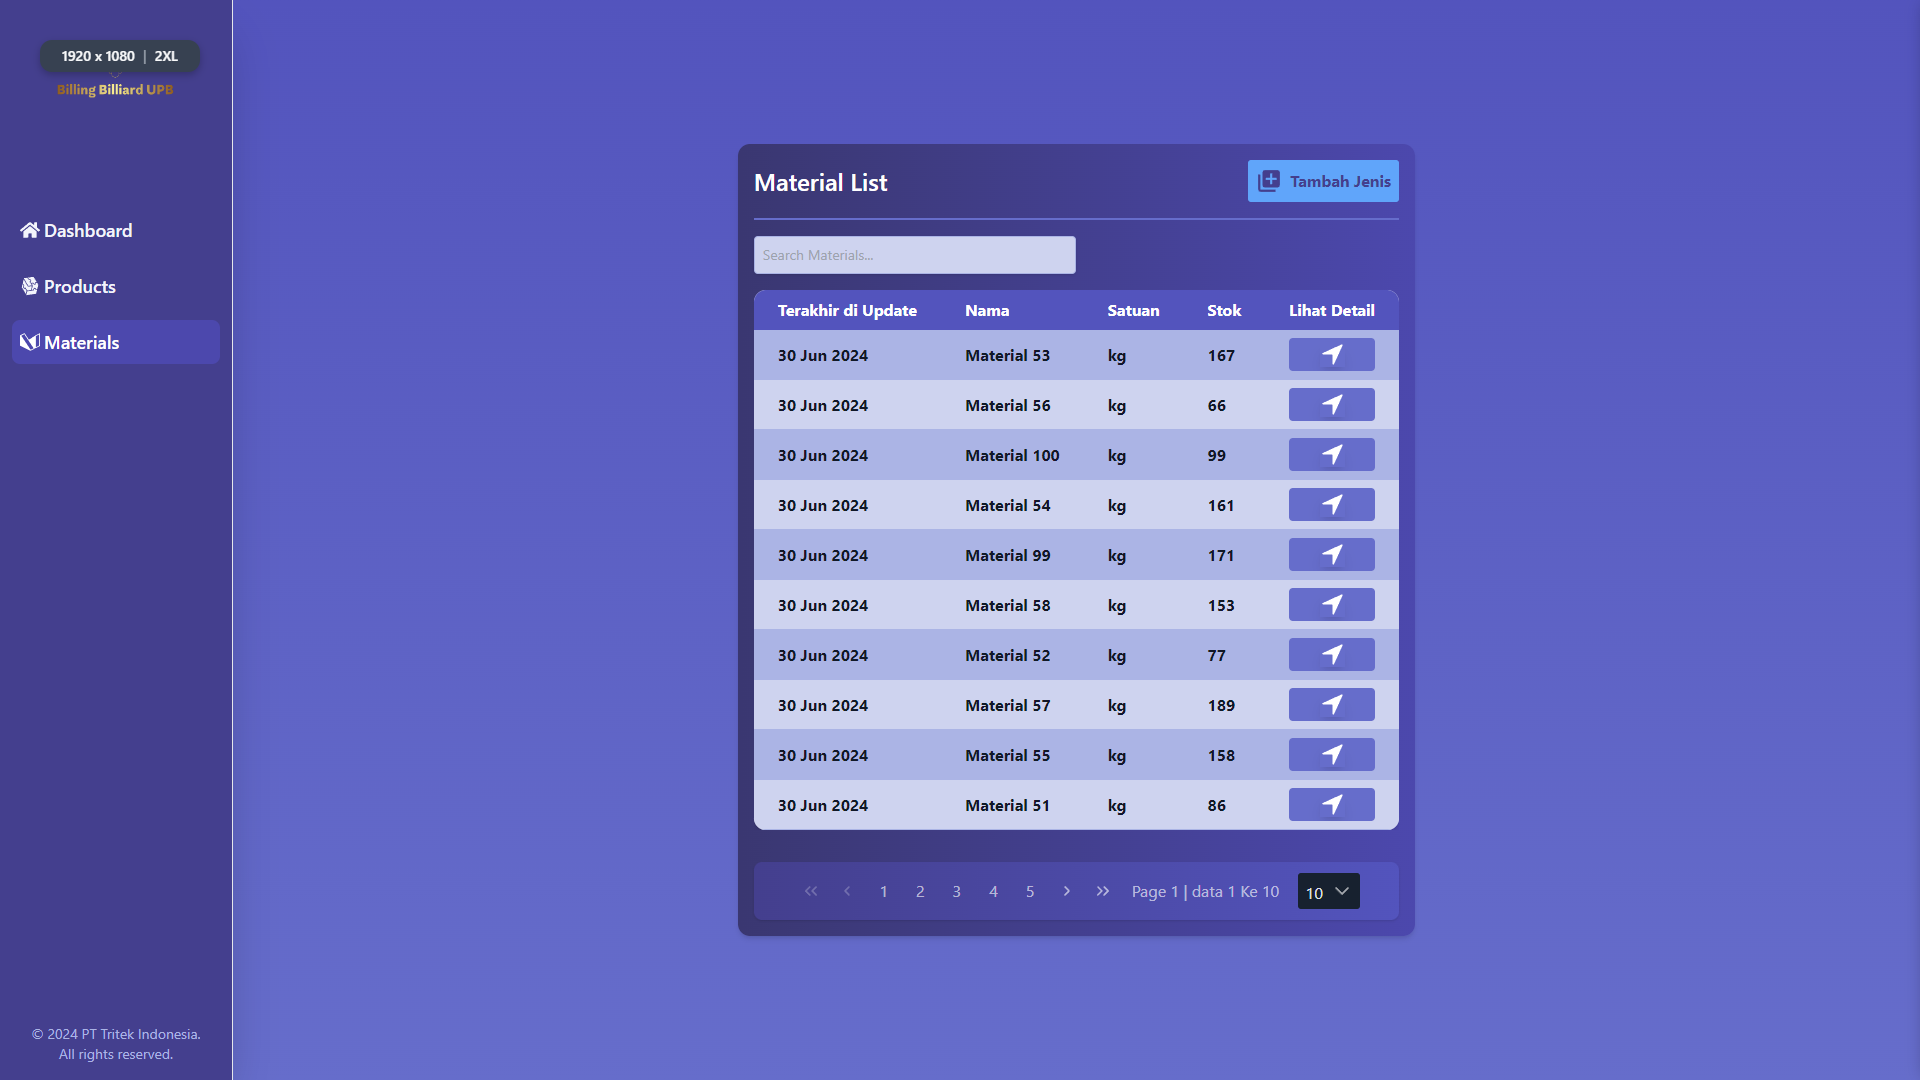 1920 x 1080 | 2XL
Billing Billiard UPB
Dashboard
Products
Materials
© 2024 PT Tritek Indonesia.
All rights reserved.
Material List
Tambah Jenis
Search Materials...
Terakhir di Update Nama Satuan Stok Lihat Detail
30 Jun 2024 Material 53 kg 167
30 Jun 2024 Material 56 kg 66
30 Jun 2024 Material 100 kg 99
30 Jun 2024 Material 54 kg 161
30 Jun 2024 Material 99 kg 171
30 Jun 2024 Material 58 kg 153
30 Jun 2024 Material 52 kg 77
30 Jun 2024 Material 57 kg 189
30 Jun 2024 Material 55 kg 158
30 Jun 2024 Material 51 kg 86
1 2 3 4 5 Page 1 | data 1 Ke 10 10